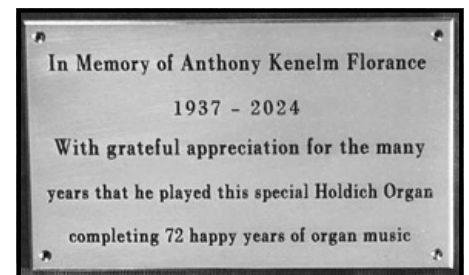 In Memory of Anthony Kenelm Florance
1937 - 2024
With grateful appreciation for the many
years that he played this special Holdich Organ
completing 72 happy years of organ music